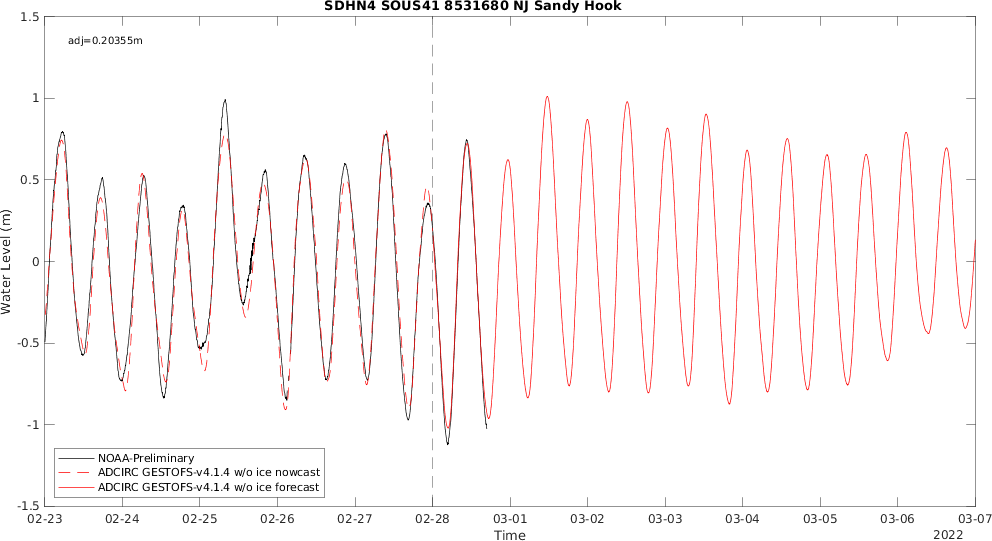 SDHN4 SOUS41 8531680 NJ Sandy Hook
1.5
adj=0.20355m
1
0.5
0
-0.5
-1
-1.5
Water Level (m)
NOAA-Preliminary
ADCIRC GESTOFS-v4.1.4 w/o ice nowcast
ADCIRC GESTOFS-v4.1.4 w/o ice forecast
02-23 02-24 02-25 02-26 02-27 02-28 03-01 03-02 03-03 03-04 03-05 03-06 03-07
Time
2022